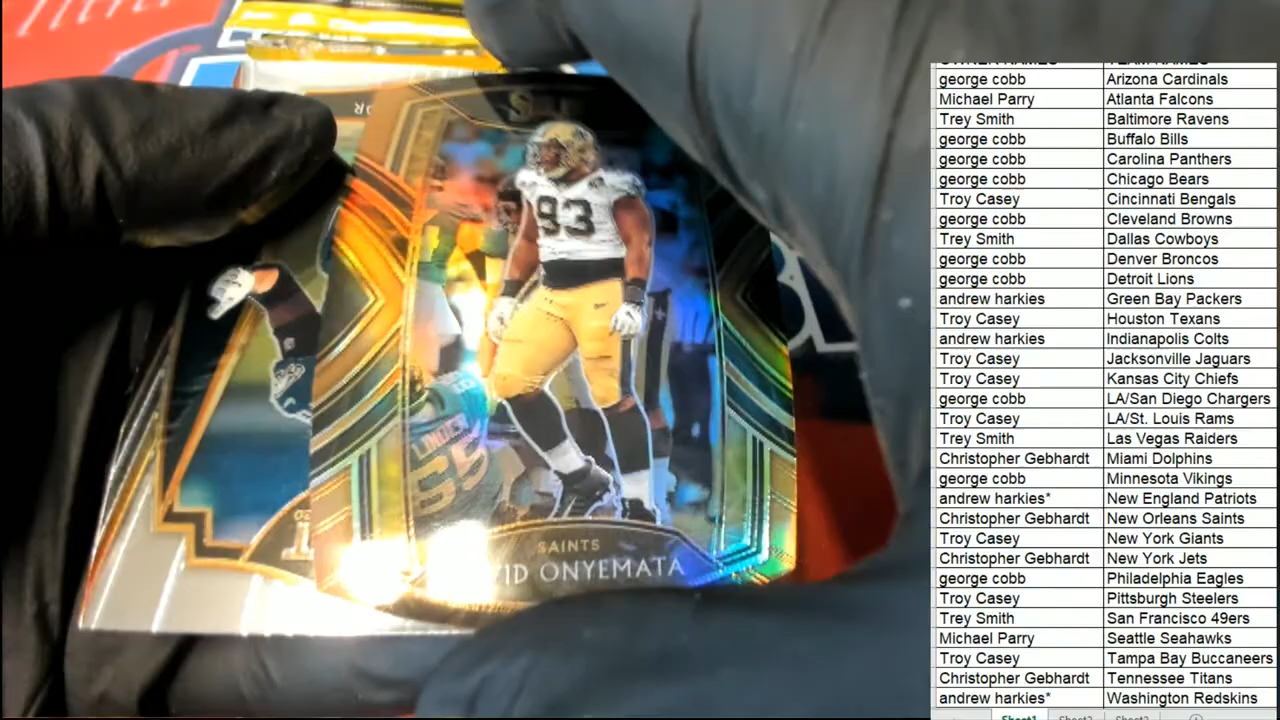 george cobb Arizona Cardinals
Michael Parry Atlanta Falcons
Trey Smith Baltimore Ravens
george cobb Buffalo Bills
george cobb Carolina Panthers
george cobb Chicago Bears
Troy Casey Cincinnati Bengals
george cobb Cleveland Browns
Trey Smith Dallas Cowboys
george cobb Denver Broncos
george cobb Detroit Lions
andrew harkies Green Bay Packers
Troy Casey Houston Texans
andrew harkies Indianapolis Colts
Troy Casey Jacksonville Jaguars
Troy Casey Kansas City Chiefs
george cobb LA/San Diego Chargers
Troy Casey LA/St. Louis Rams
Trey Smith Las Vegas Raiders
Christopher Gebhardt Miami Dolphins
george cobb Minnesota Vikings
andrew harkies* New England Patriots
Christopher Gebhardt New Orleans Saints
Troy Casey New York Giants
Christopher Gebhardt New York Jets
george cobb Philadelphia Eagles
Troy Casey Pittsburgh Steelers
Trey Smith San Francisco 49ers
Michael Parry Seattle Seahawks
Troy Casey Tampa Bay Buccaneers
Christopher Gebhardt Tennessee Titans
andrew harkies* Washington Redskins
93
65
SAINTS
ONYEMATA